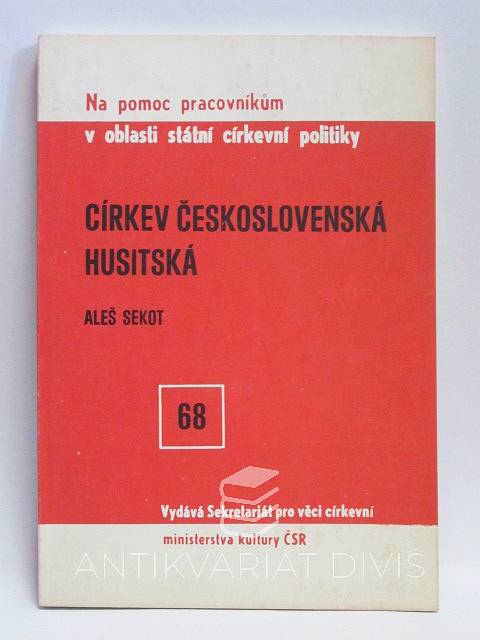 Na pomoc pracovníkům
v oblasti státní církevní politiky
CÍRKEV ČESKOSLOVENSKÁ
HUSITSKÁ
ALEŠ SEKOT
68
Vydává Sekretariát pro věci církevní
ministerstva kultury ČSR
ANTIKVARIÁT DIVIŠ